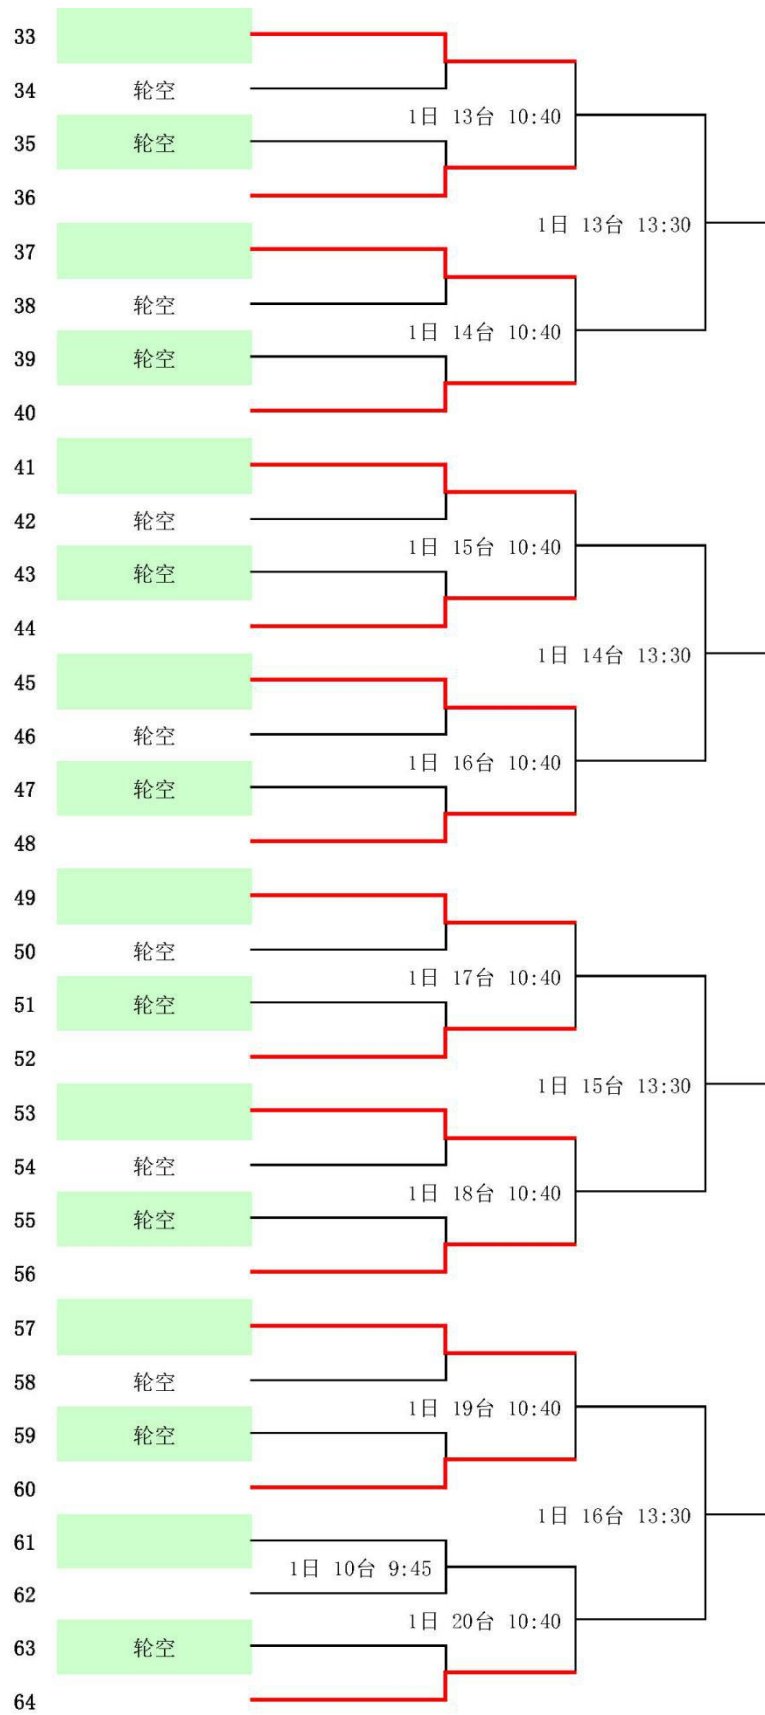 33
34 轮空
1日 13台 10:40
35 轮空
36
1日 13台 13:30
37
38 轮空
1日 14台 10:40
39 轮空
40
41
42 轮空
1日 15台 10:40
43 轮空
44
1日 14台 13:30
45
46 轮空
1日 16台 10:40
47 轮空
48
49
50 轮空
1日 17台 10:40
51 轮空
52
1日 15台 13:30
53
54 轮空
1日 18台 10:40
55 轮空
56
57
58 轮空
1日 19台 10:40
59 轮空
60
1日 16台 13:30
61
1日 10台 9:45
62
1日 20台 10:40
63 轮空
64